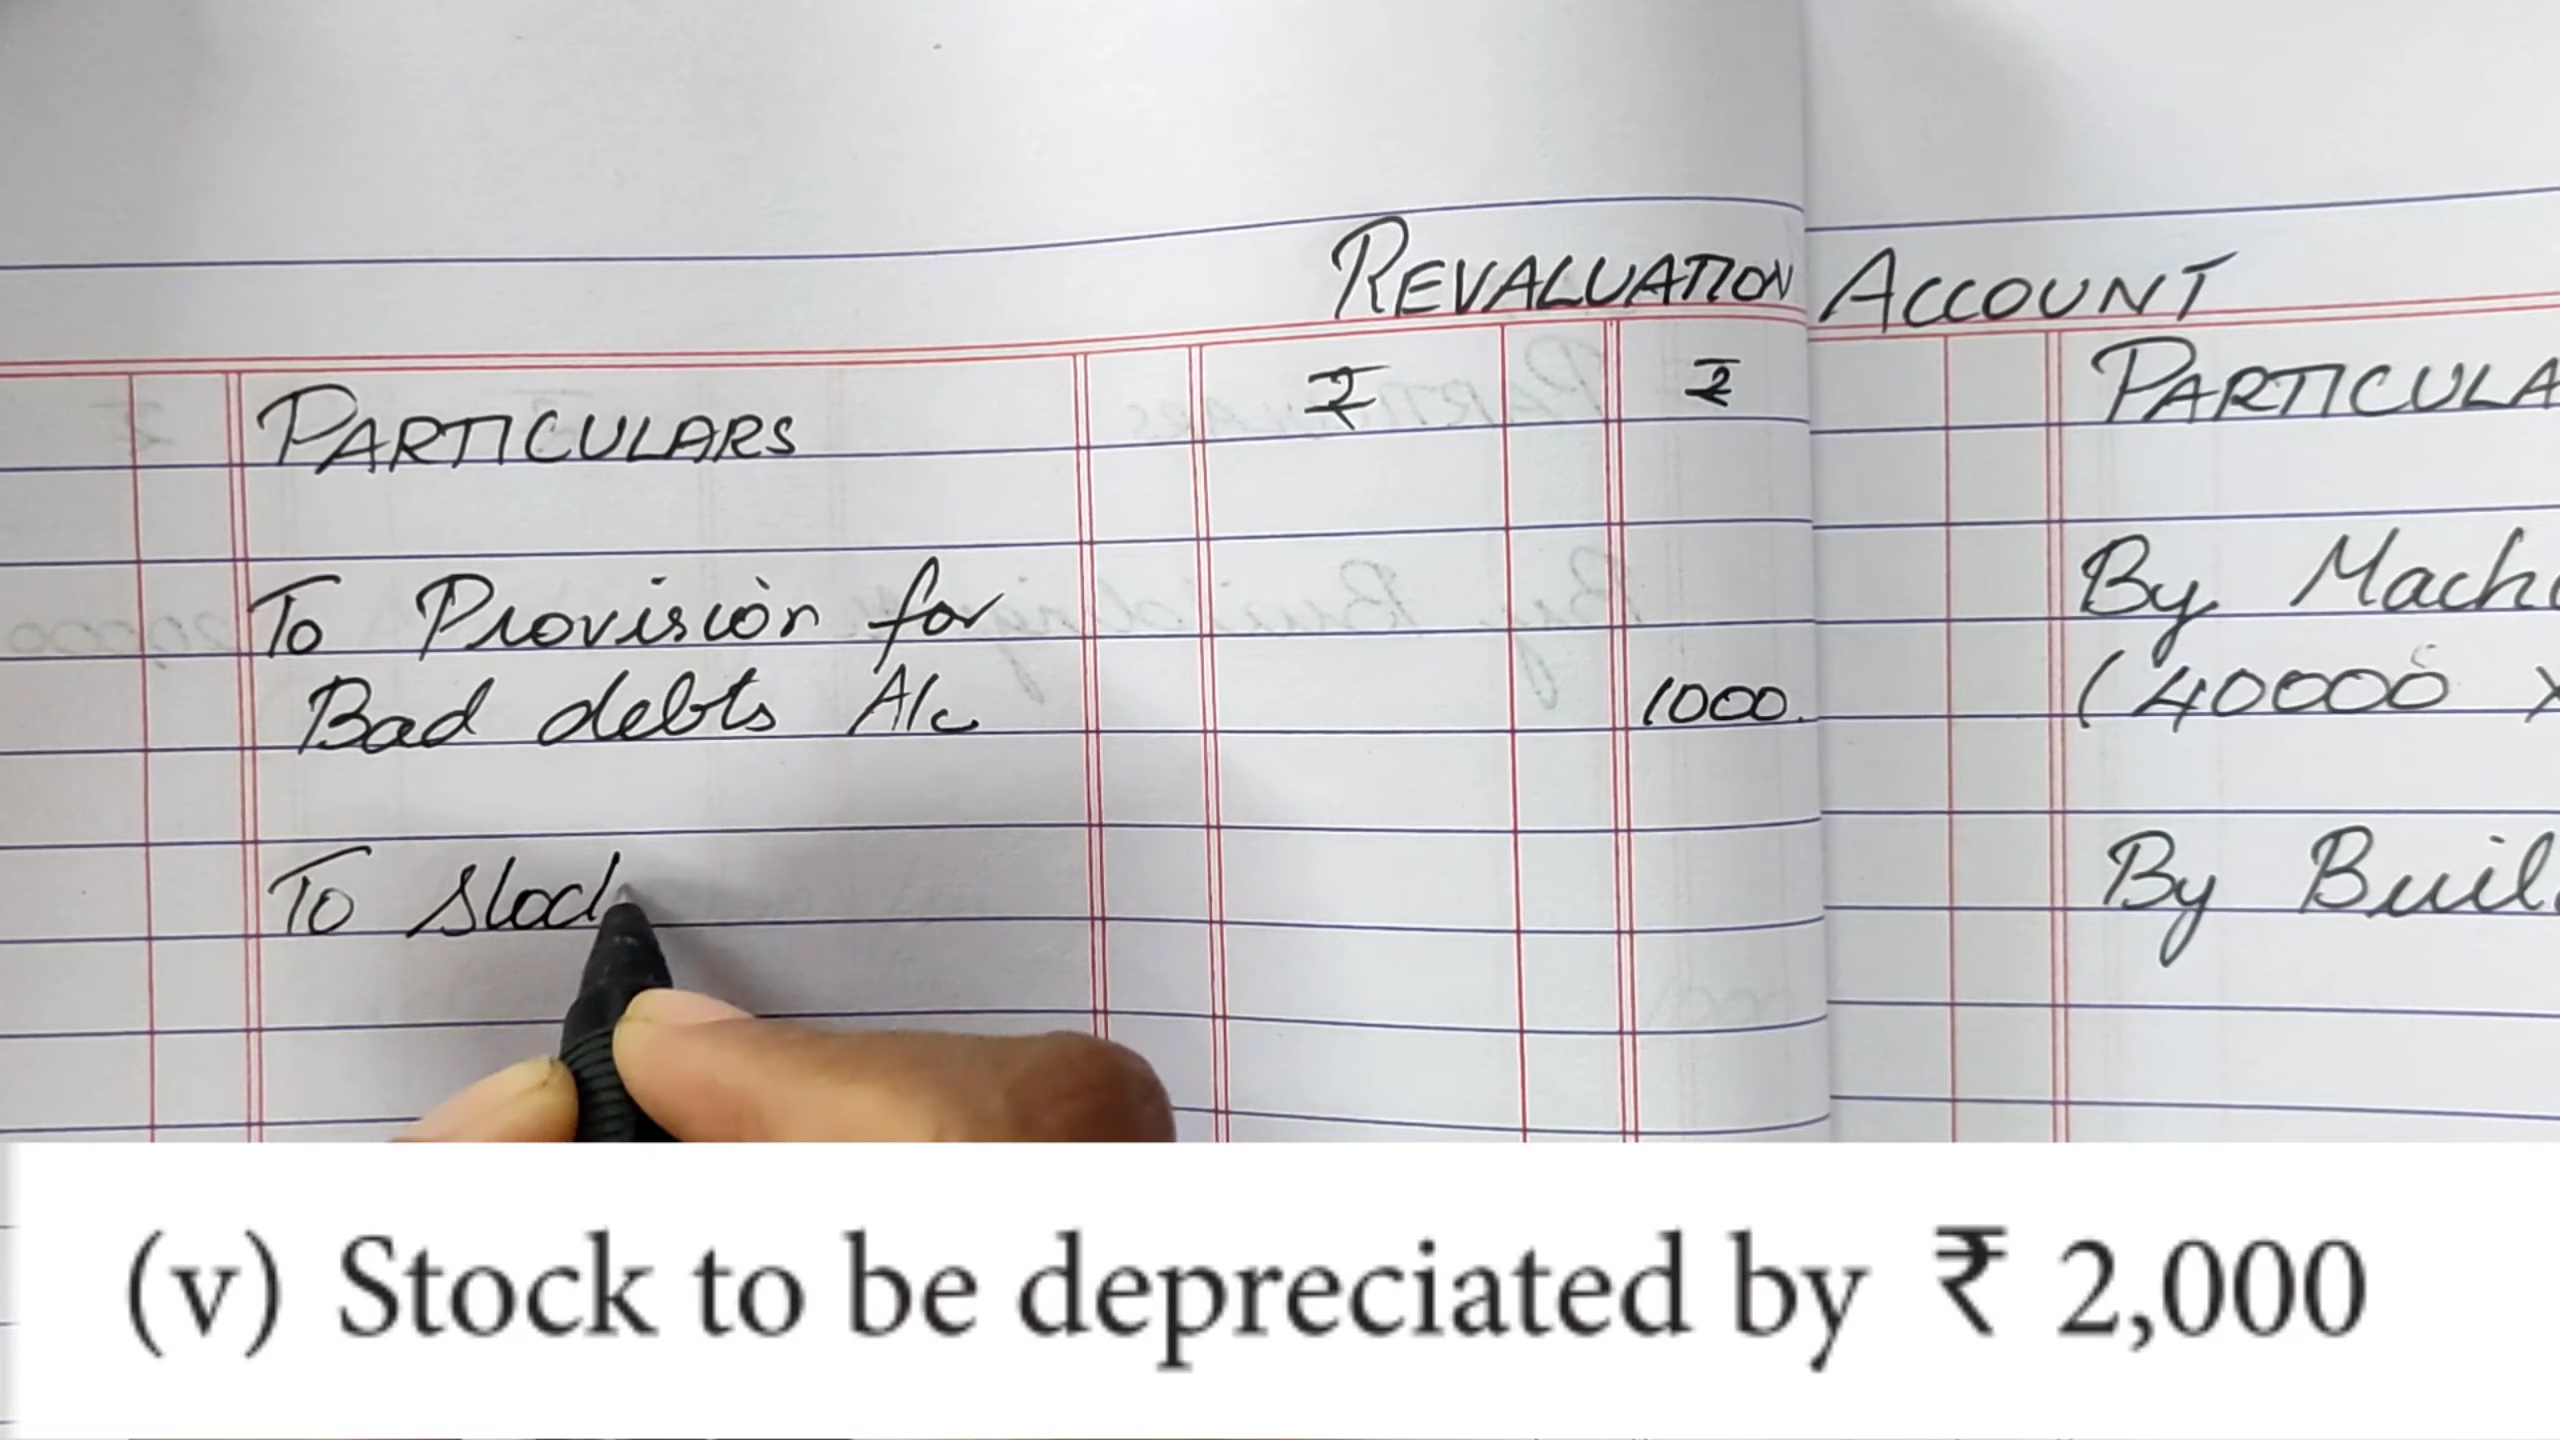 REVALUATION ACCOUNT
PARTICULARS ₹ ₹
To Provision for
Bad debts A/c 1000.
To Stock
PARTICULA
By Machi
(40000 ×
By Buil
(v) Stock to be depreciated by ₹ 2,000